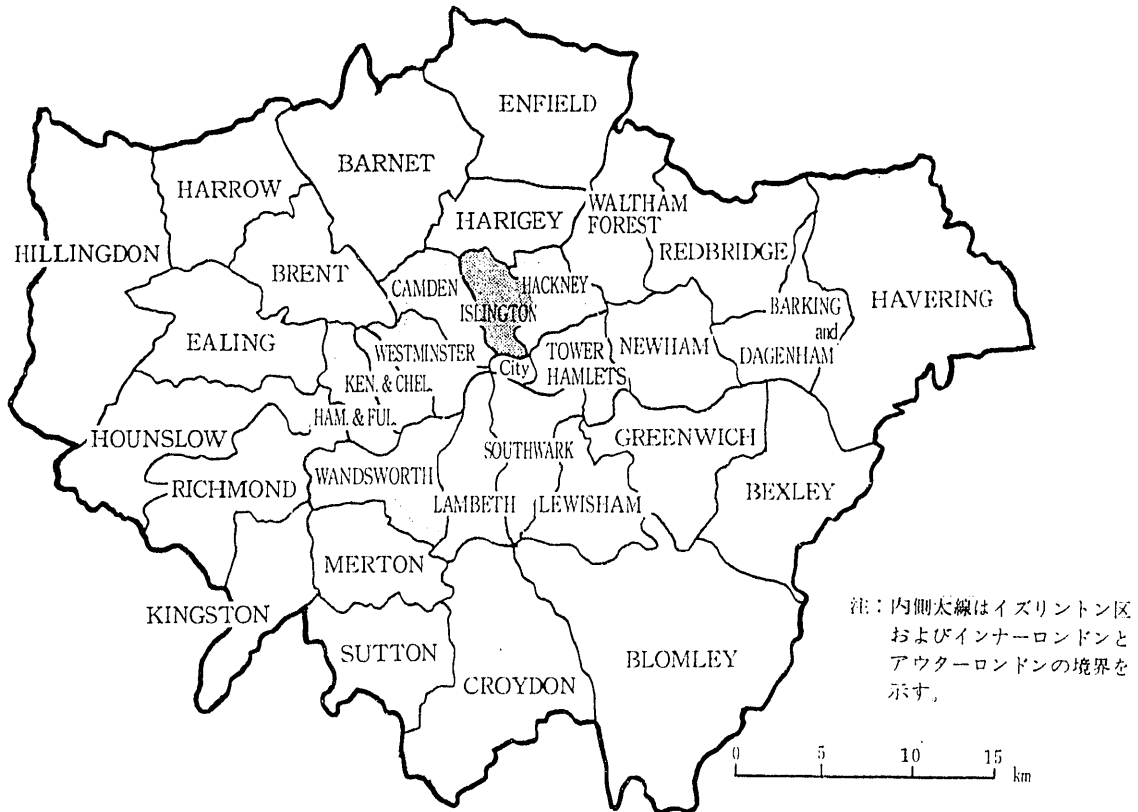 ENFIELD
BARNET
HARROW
HARIGEY
WALTHAM
FOREST
REDBRIDGE
HILLINGDON
BRENT
CAMDEN
HACKNEY
ISLINGTON
HAVERING
BARKING
and
DAGENHAM
EALING
WESTMINSTER
City
TOWER
HAMLETS
NEWHAM
KEN. & CHEL.
HAM. & FUL.
HOUNSLOW
SOUTHWARK
GREENWICH
RICHMOND
WANDSWORTH
LAMBETH
LEWISHAM
BEXLEY
MERTON
KINGSTON
SUTTON
CROYDON
BLOMLEY
注：内側太線はイズリントン区
およびインナーロンドンと
アウターロンドンの境界を
示す。
0 5 10 15
km